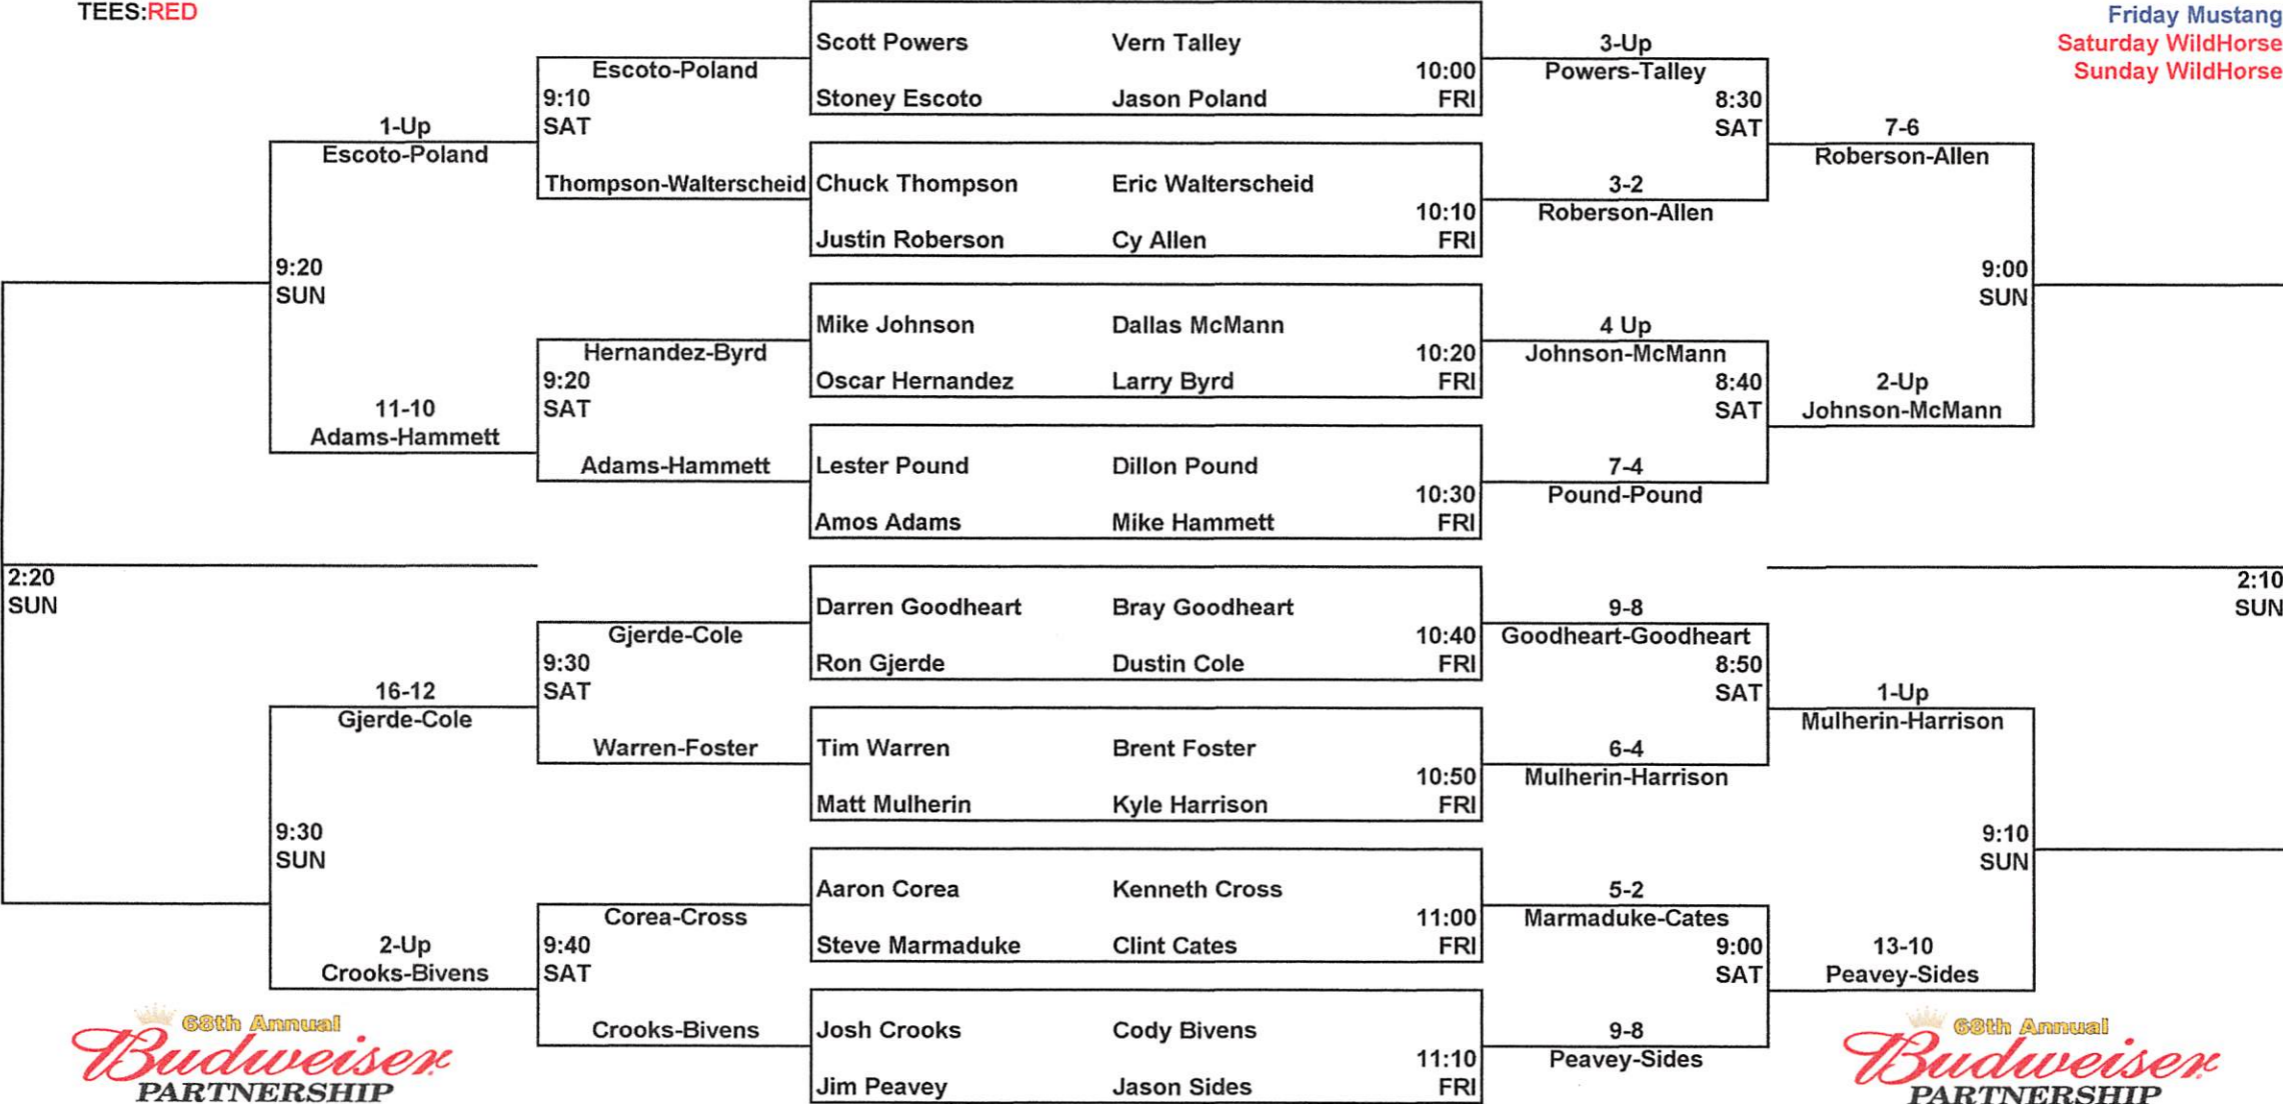 TEES:RED
Friday Mustang
Saturday WildHorse
Sunday WildHorse
Scott Powers Vern Talley
10:00
Stoney Escoto Jason Poland FRI
Chuck Thompson Eric Walterscheid
10:10
Justin Roberson Cy Allen FRI
Mike Johnson Dallas McMann
10:20
Oscar Hernandez Larry Byrd FRI
Lester Pound Dillon Pound
10:30
Amos Adams Mike Hammett FRI
Darren Goodheart Bray Goodheart
10:40
Ron Gjerde Dustin Cole FRI
Tim Warren Brent Foster
10:50
Matt Mulherin Kyle Harrison FRI
Aaron Corea Kenneth Cross
11:00
Steve Marmaduke Clint Cates FRI
Josh Crooks Cody Bivens
11:10
Jim Peavey Jason Sides FRI
Escoto-Poland
9:10
SAT
Thompson-Walterscheid
Hernandez-Byrd
9:20
SAT
Adams-Hammett
Gjerde-Cole
9:30
SAT
Warren-Foster
Corea-Cross
9:40
SAT
Crooks-Bivens
1-Up
Escoto-Poland
9:20
SUN
11-10
Adams-Hammett
16-12
Gjerde-Cole
9:30
SUN
2-Up
Crooks-Bivens
2:20
SUN
3-Up
Powers-Talley
8:30
SAT
3-2
Roberson-Allen
4 Up
Johnson-McMann
8:40
SAT
7-4
Pound-Pound
9-8
Goodheart-Goodheart
8:50
SAT
6-4
Mulherin-Harrison
5-2
Marmaduke-Cates
9:00
SAT
9-8
Peavey-Sides
7-6
Roberson-Allen
9:00
SUN
2-Up
Johnson-McMann
1-Up
Mulherin-Harrison
9:10
SUN
13-10
Peavey-Sides
2:10
SUN
68th Annual
Budweiser
PARTNERSHIP
68th Annual
Budweiser
PARTNERSHIP